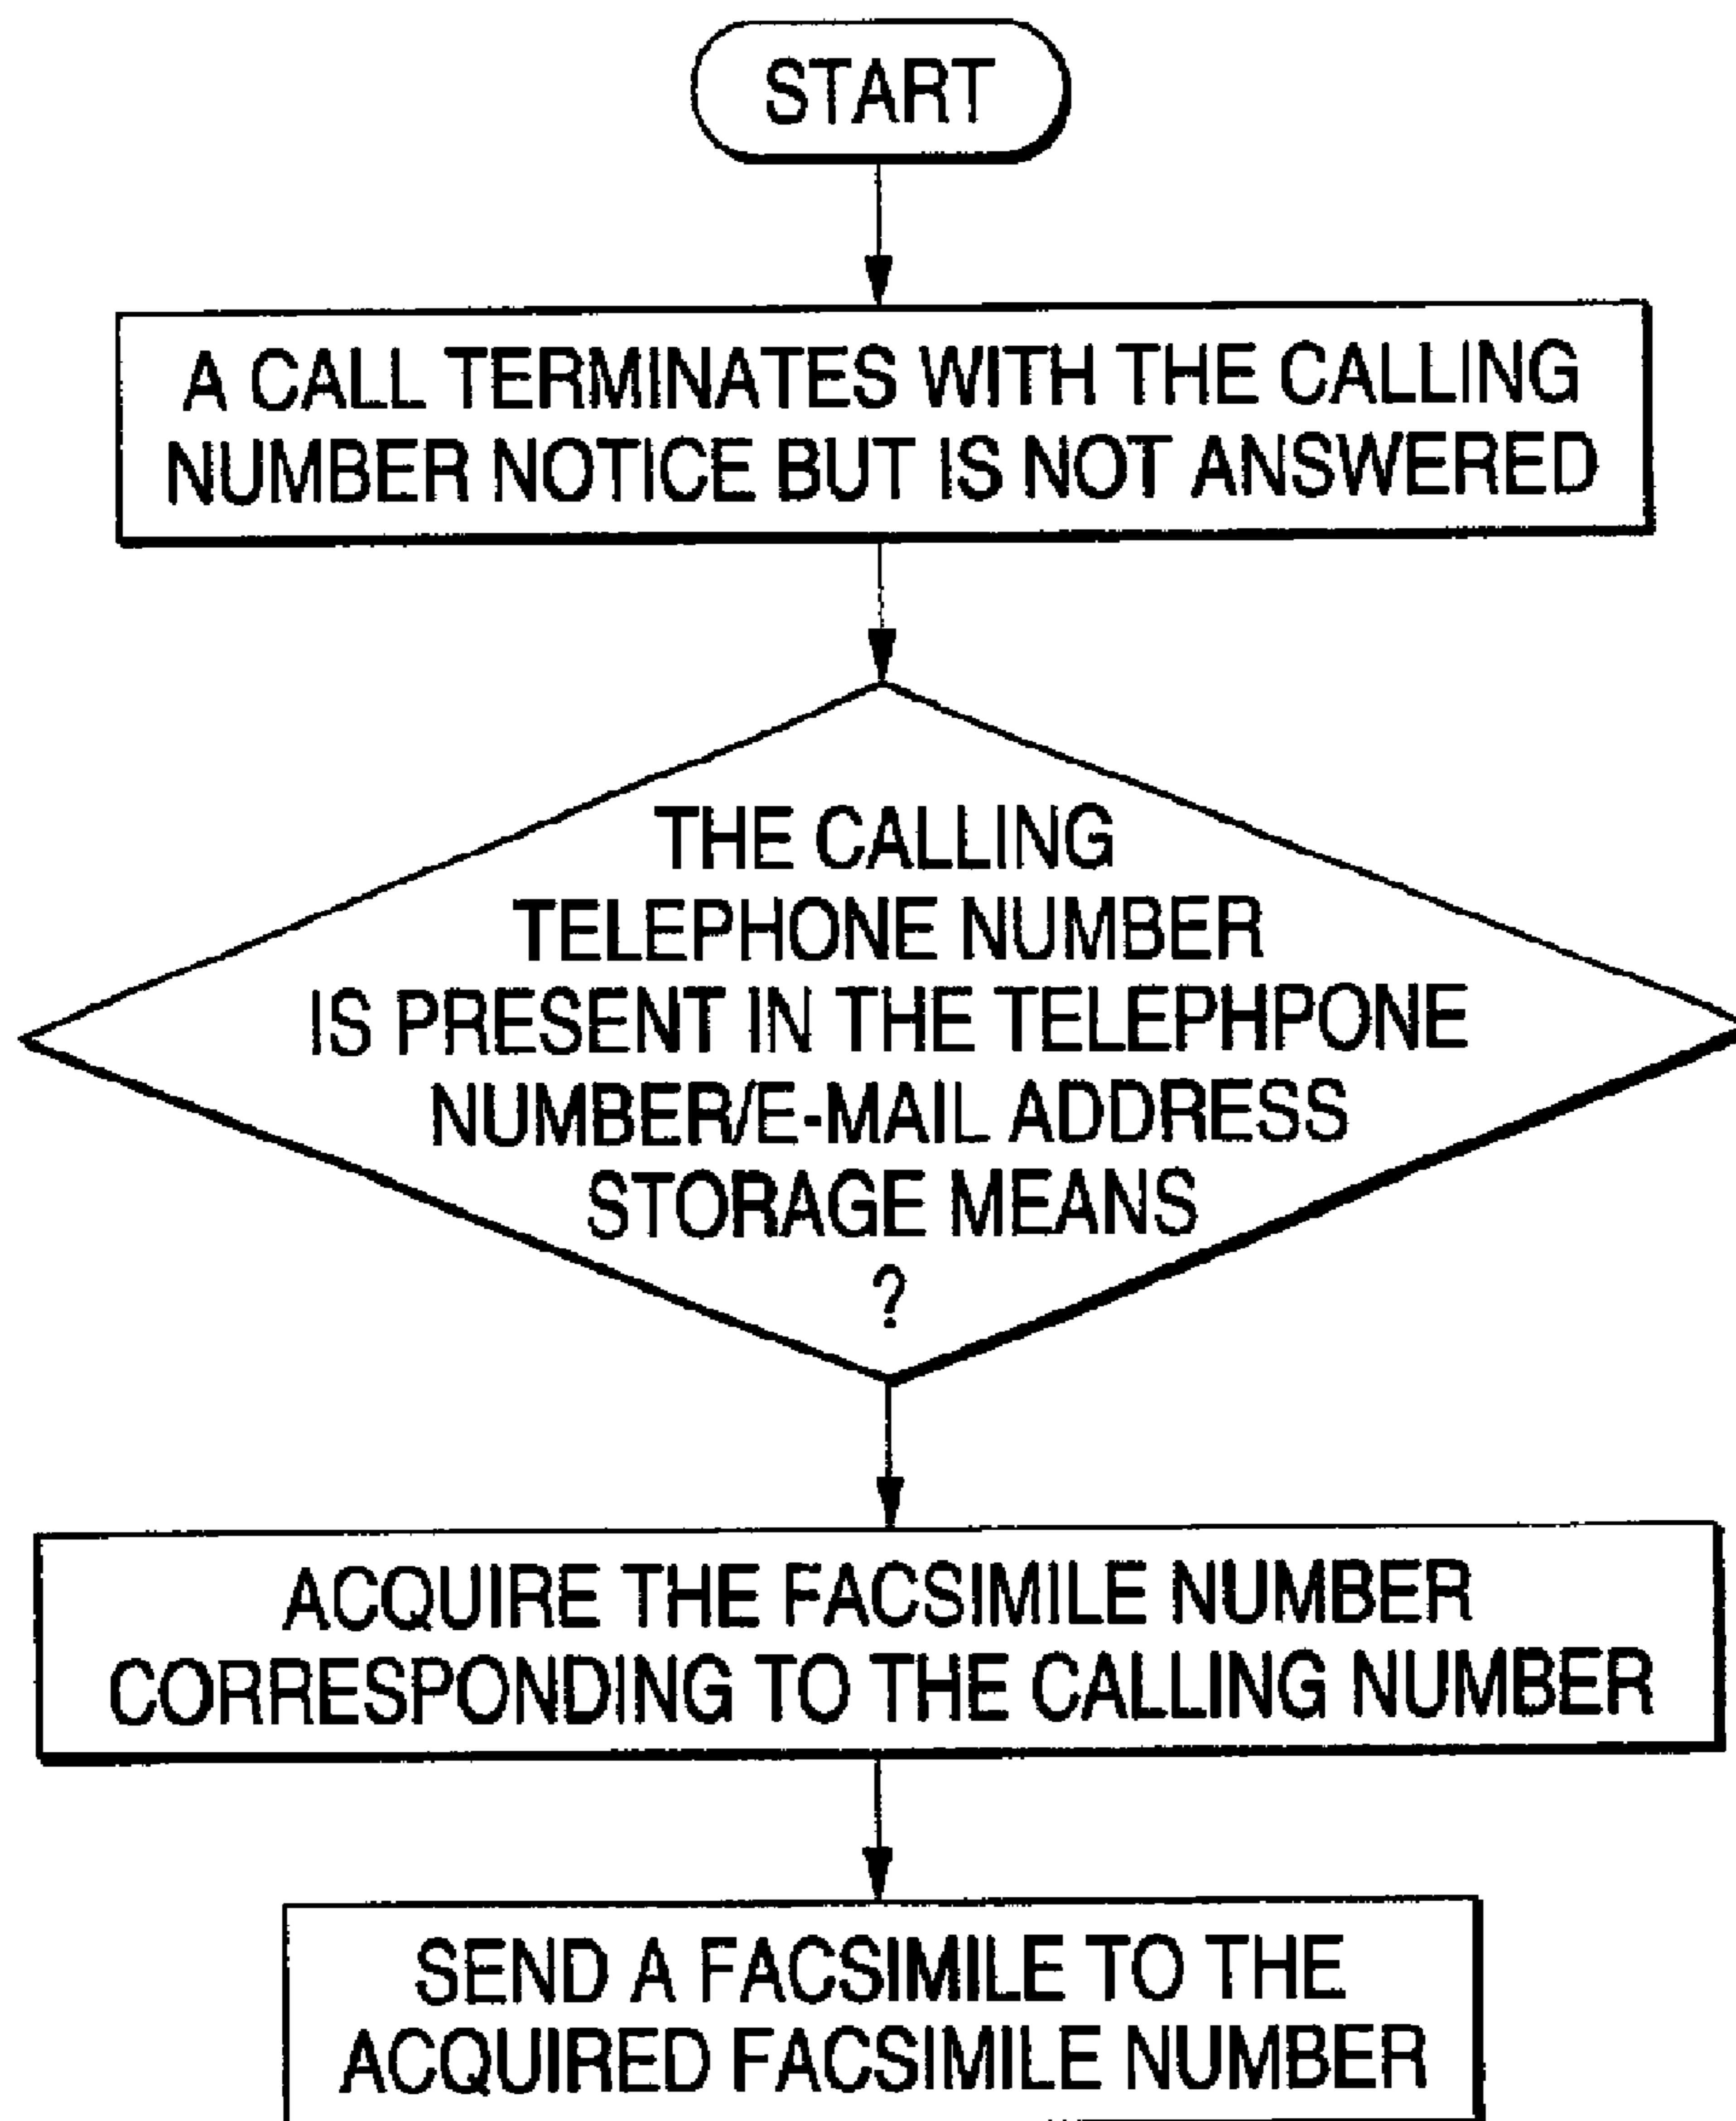 START
A CALL TERMINATES WITH THE CALLING
NUMBER NOTICE BUT IS NOT ANSWERED
THE CALLING
TELEPHONE NUMBER
IS PRESENT IN THE TELEPHPONE
NUMBER/E-MAIL ADDRESS
STORAGE MEANS
?
ACQUIRE THE FACSIMILE NUMBER
CORRESPONDING TO THE CALLING NUMBER
SEND A FACSIMILE TO THE
ACQUIRED FACSIMILE NUMBER